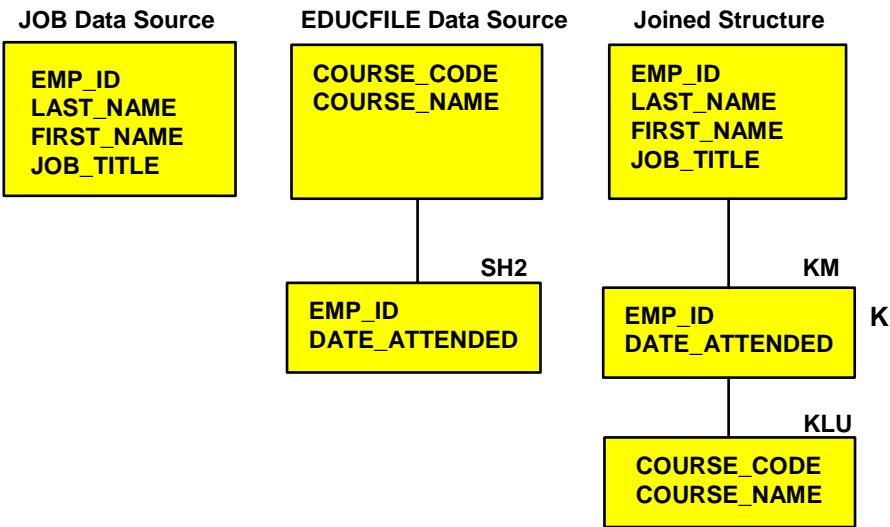 JOB Data Source
EMP_ID
LAST_NAME
FIRST_NAME
JOB_TITLE
EDUCFILE Data Source
COURSE_CODE
COURSE_NAME
SH2
EMP_ID
DATE_ATTENDED
Joined Structure
EMP_ID
LAST_NAME
FIRST_NAME
JOB_TITLE
KM
EMP_ID
DATE_ATTENDED
K
KLU
COURSE_CODE
COURSE_NAME